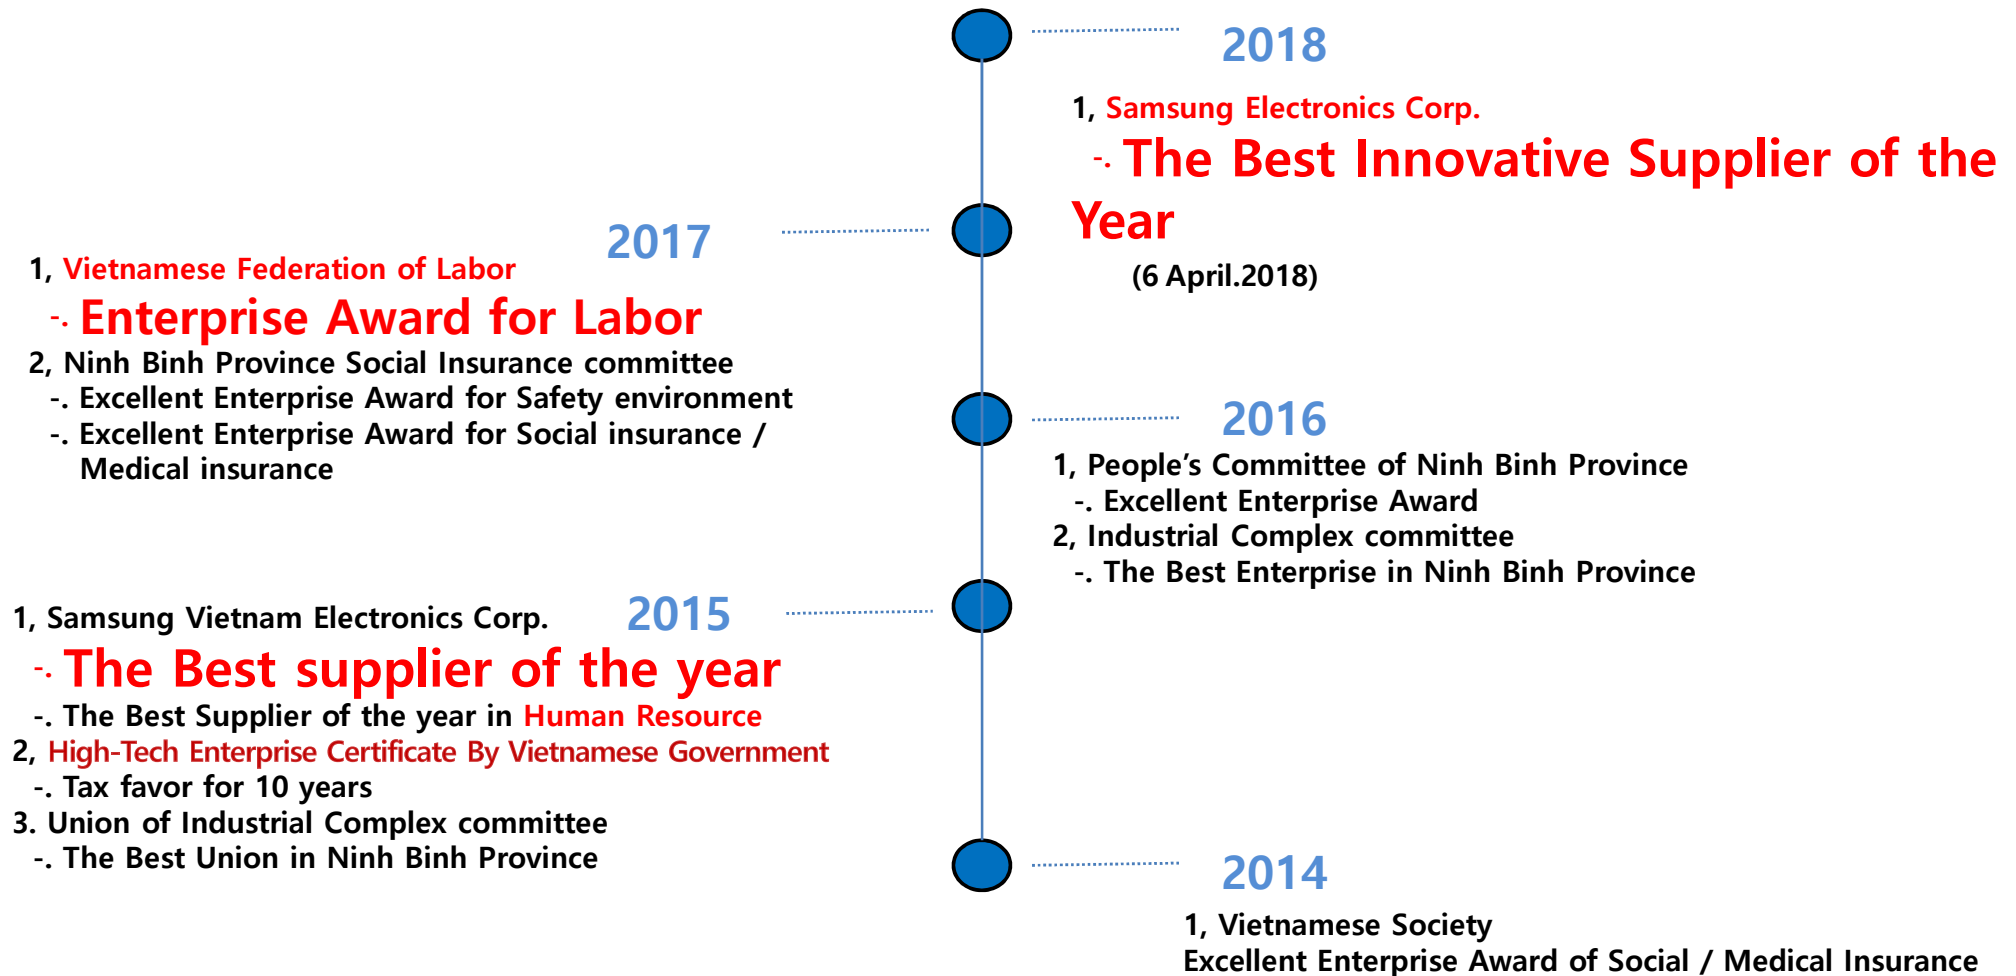 2018
1, Samsung Electronics Corp.
-. The Best Innovative Supplier of the
Year
(6 April.2018)
2017
1, Vietnamese Federation of Labor
-. Enterprise Award for Labor
2, Ninh Binh Province Social Insurance committee
-. Excellent Enterprise Award for Safety environment
-. Excellent Enterprise Award for Social insurance /
Medical insurance
2016
1, People’s Committee of Ninh Binh Province
-. Excellent Enterprise Award
2, Industrial Complex committee
-. The Best Enterprise in Ninh Binh Province
2015
1, Samsung Vietnam Electronics Corp.
-. The Best supplier of the year
-. The Best Supplier of the year in Human Resource
2, High-Tech Enterprise Certificate By Vietnamese Government
-. Tax favor for 10 years
3. Union of Industrial Complex committee
-. The Best Union in Ninh Binh Province
2014
1, Vietnamese Society
Excellent Enterprise Award of Social / Medical Insurance